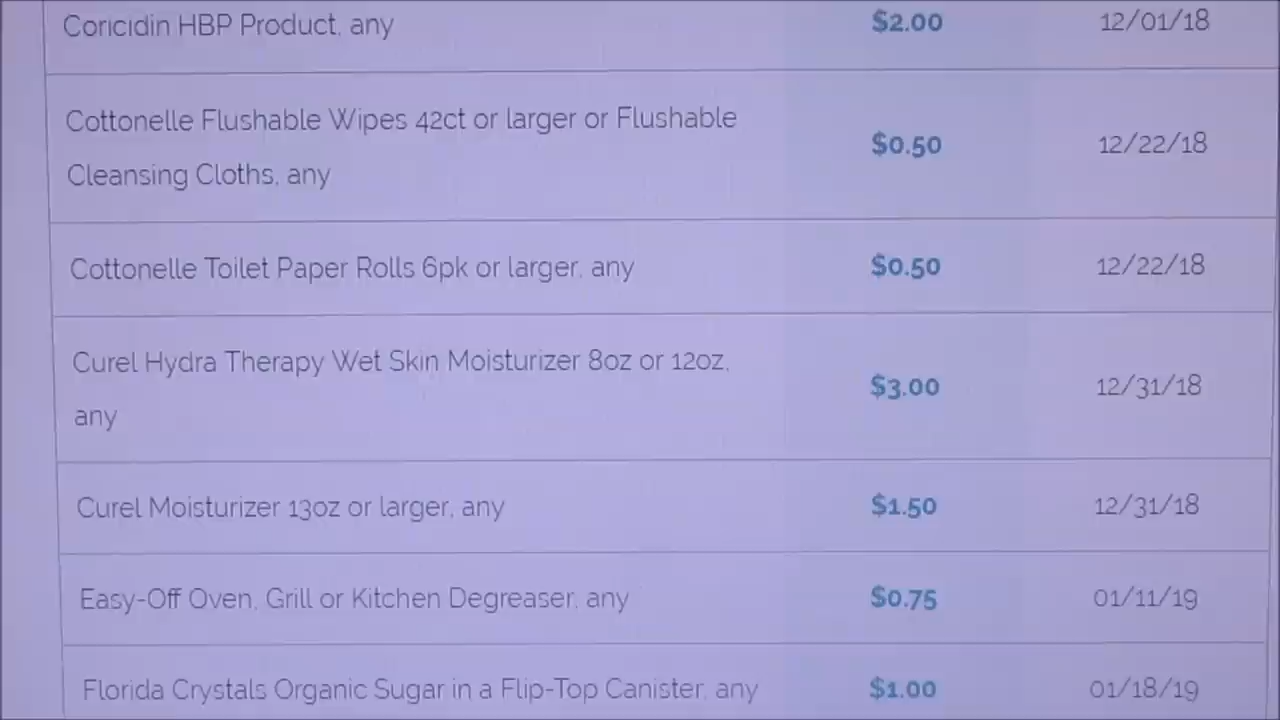 Coricidin HBP Product, any $2.00 12/01/18
Cottonelle Flushable Wipes 42ct or larger or Flushable
Cleansing Cloths, any $0.50 12/22/18
Cottonelle Toilet Paper Rolls 6pk or larger, any $0.50 12/22/18
Curel Hydra Therapy Wet Skin Moisturizer 8oz or 12oz,
any $3.00 12/31/18
Curel Moisturizer 13oz or larger, any $1.50 12/31/18
Easy-Off Oven, Grill or Kitchen Degreaser, any $0.75 01/11/19
Florida Crystals Organic Sugar in a Flip-Top Canister, any $1.00 01/18/19